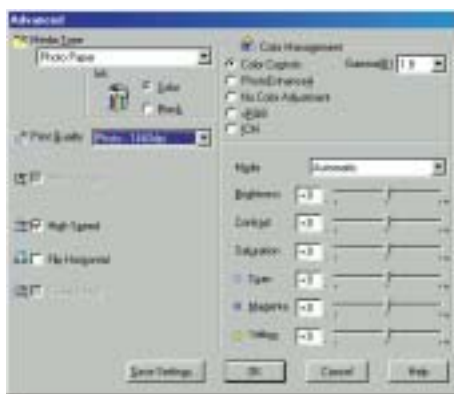 Advanced
Media Type
Photo Paper
Ink
Color
Black
Print Quality
Photo - 1440dpi
High Speed
Flip Horizontal
Save Settings
Color Management
Color Controls
Gamma(G) 1.8
PhotoEnhance4
No Color Adjustment
sRGB
ICM
Mode
Automatic
Brightness +0
Contrast +0
Saturation +0
Cyan +0
Magenta +0
Yellow +0
OK
Cancel
Help